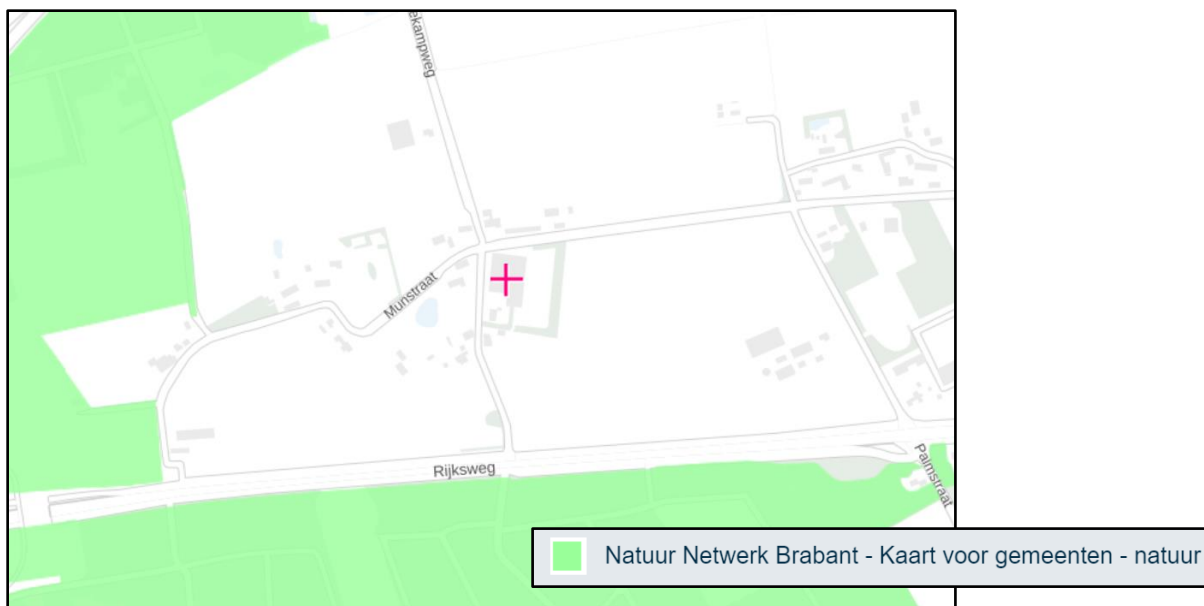 ekampweg
Munstraat
Rijksweg
Palmstraat
Natuur Netwerk Brabant - Kaart voor gemeenten - natuur